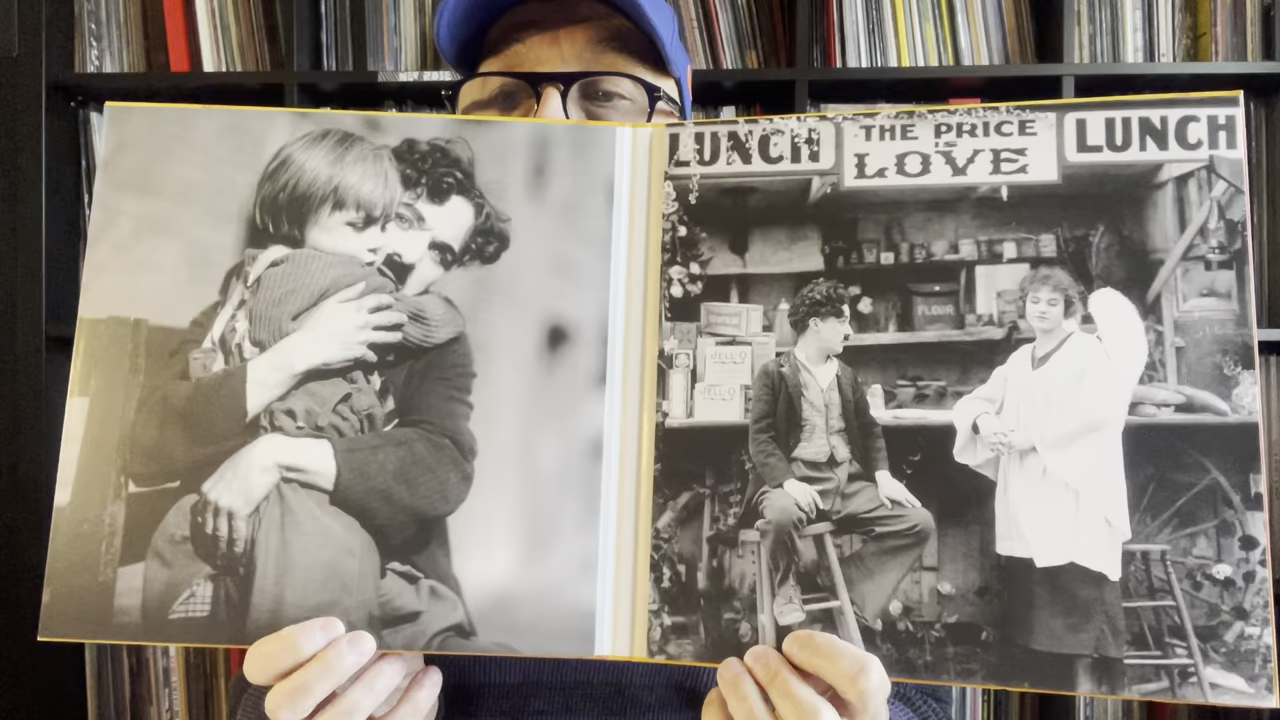 LUNCH
THE PRICE
IS
LOVE
LUNCH
FLOUR
JELL-O
JELL-O